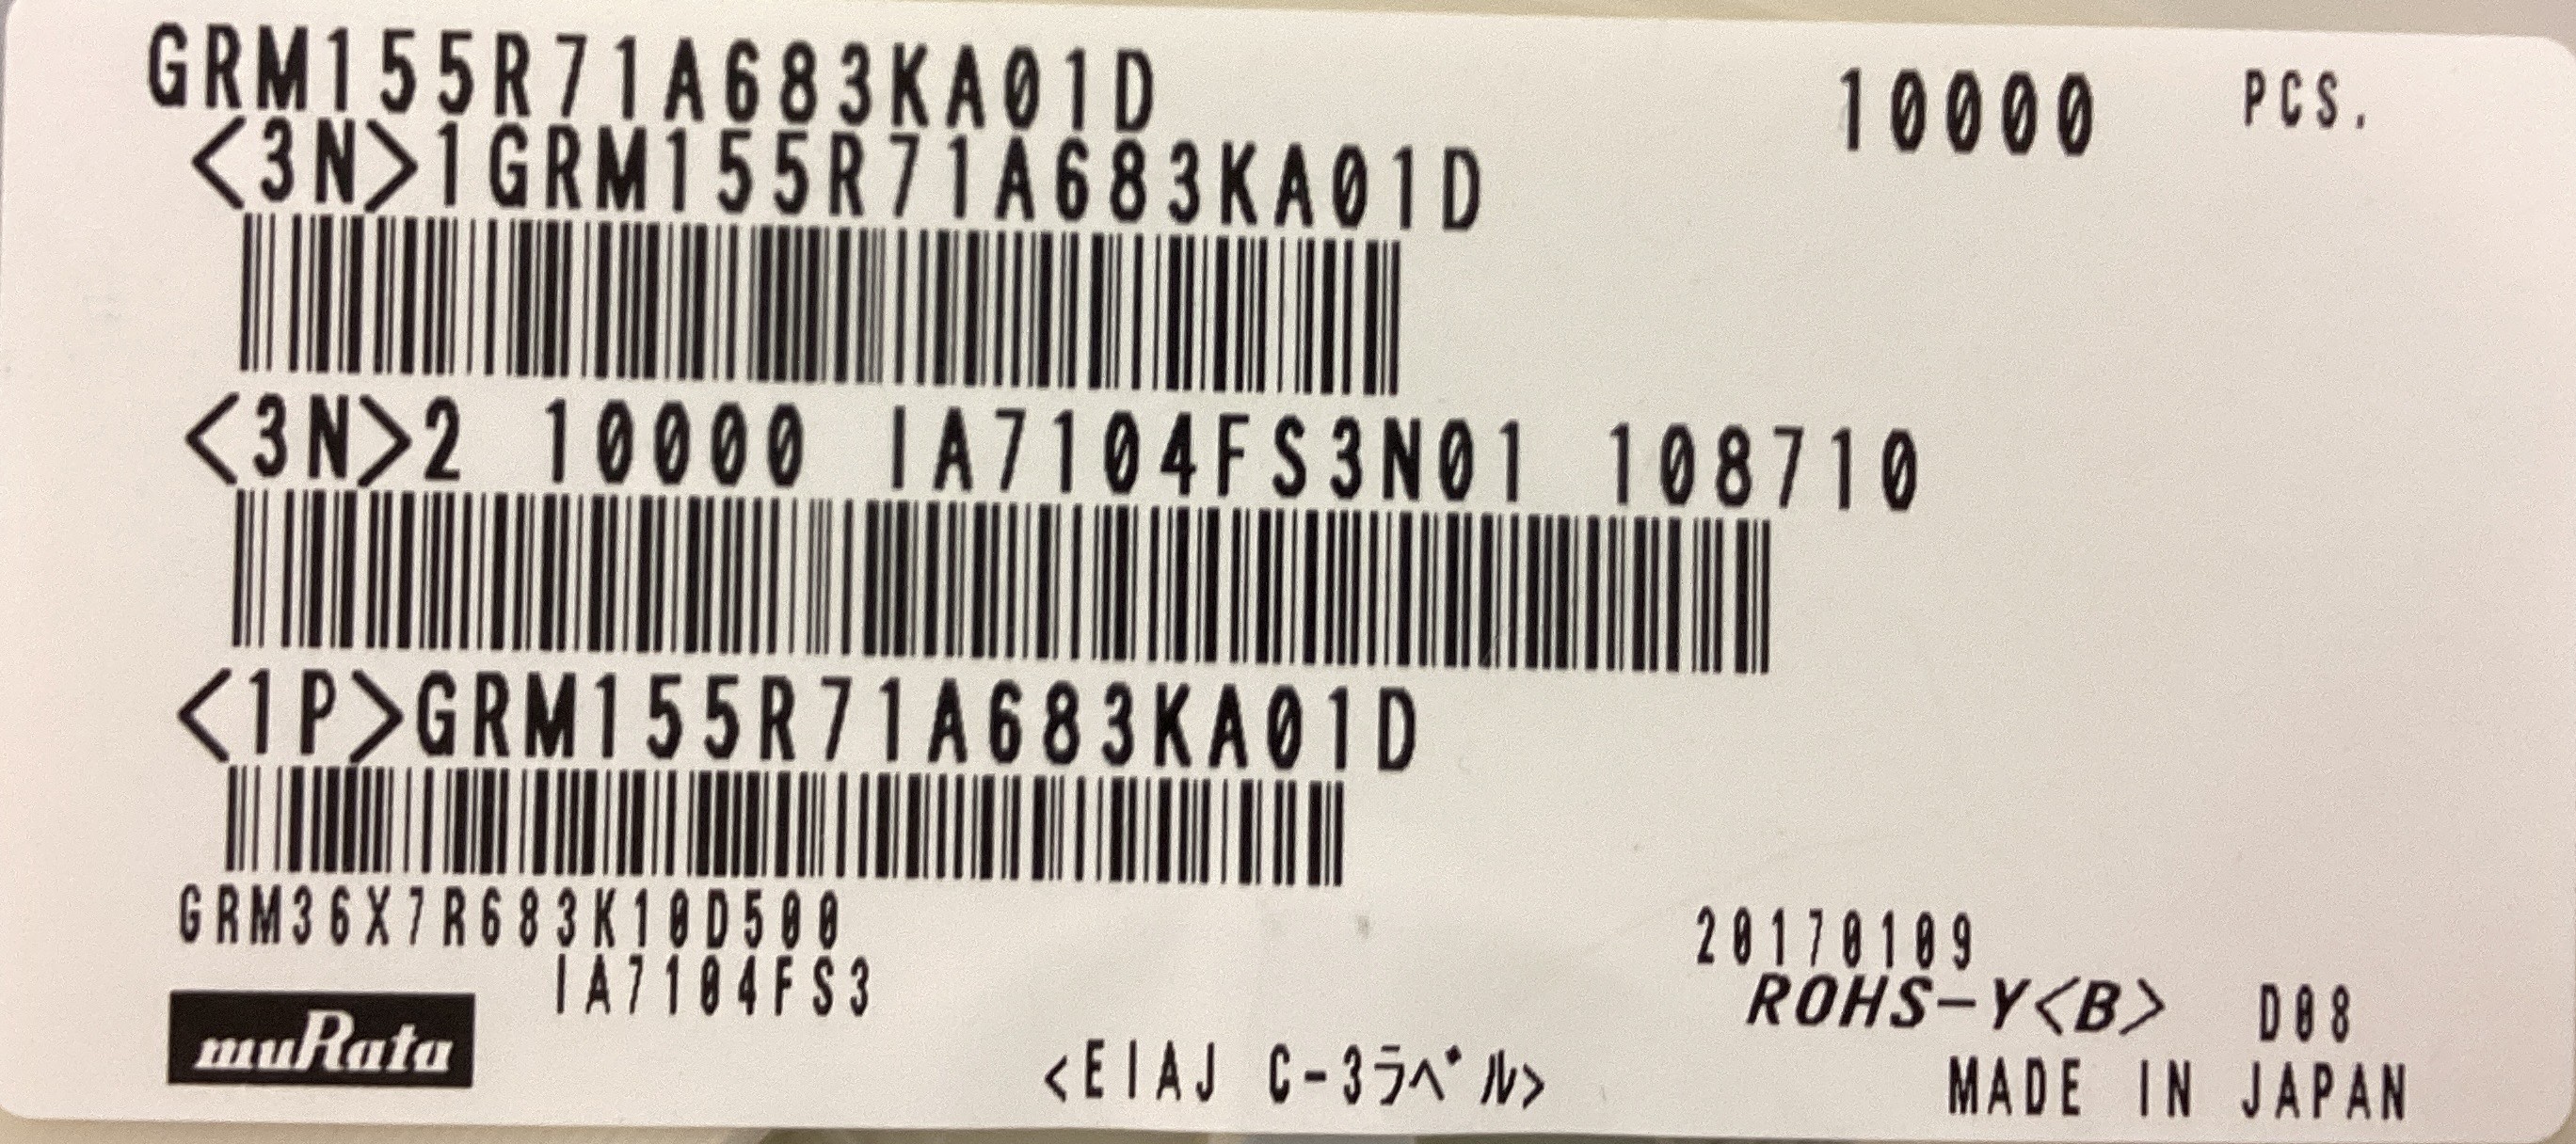 GRM155R71A683KA01D 10000 PCS.
<3N>1GRM155R71A683KA01D
<3N>2 10000 IA7104FS3N01 108710
<1P>GRM155R71A683KA01D
GRM36X7R683K10D500
20170109
IA7104FS3
ROHS-Y<B> D08
muRata
<EIAJ C-3ラベル>
MADE IN JAPAN